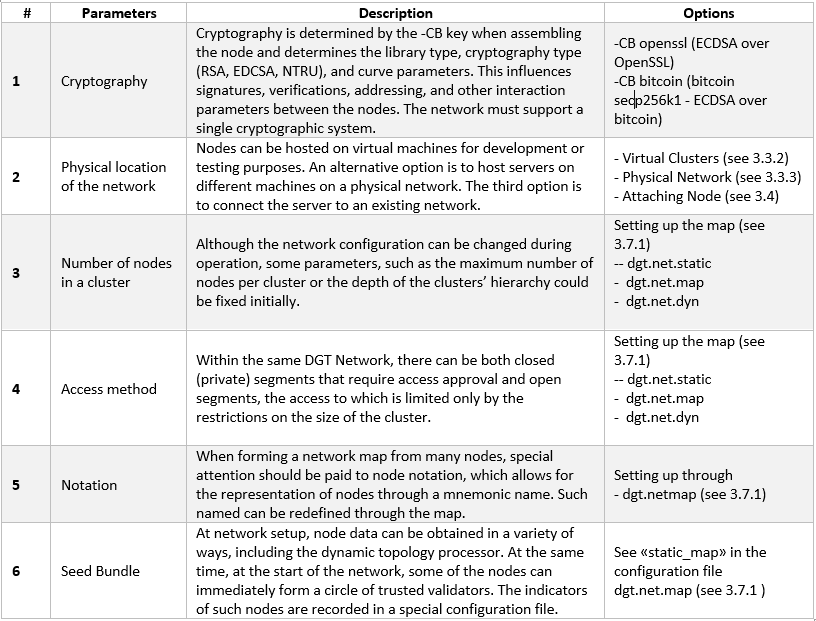 # Parameters Description Options
1
Cryptography
Cryptography is determined by the -CB key when assembling
the node and determines the library type, cryptography type
(RSA, EDCSA, NTRU), and curve parameters. This influences
signatures, verifications, addressing, and other interaction
parameters between the nodes. The network must support a
single cryptographic system.
-CB openssl (ECDSA over
OpenSSL)
-CB bitcoin (bitcoin
secp256k1 - ECDSA over
bitcoin)
2
Physical location
of the network
Nodes can be hosted on virtual machines for development or
testing purposes. An alternative option is to host servers on
different machines on a physical network. The third option is
to connect the server to an existing network.
- Virtual Clusters (see 3.3.2)
- Physical Network (see 3.3.3)
- Attaching Node (see 3.4)
3
Number of nodes
in a cluster
Although the network configuration can be changed during
operation, some parameters, such as the maximum number of
nodes per cluster or the depth of the clusters’ hierarchy could
be fixed initially.
Setting up the map (see
3.7.1)
-- dgt.net.static
- dgt.net.map
- dgt.net.dyn
4
Access method
Within the same DGT Network, there can be both closed
(private) segments that require access approval and open
segments, the access to which is limited only by the
restrictions on the size of the cluster.
Setting up the map (see
3.7.1)
-- dgt.net.static
- dgt.net.map
- dgt.net.dyn
5
Notation
When forming a network map from many nodes, special
attention should be paid to node notation, which allows for
the representation of nodes through a mnemonic name. Such
named can be redefined through the map.
Setting up through
- dgt.netmap (see 3.7.1)
6
Seed Bundle
At network setup, node data can be obtained in a variety of
ways, including the dynamic topology processor. At the same
time, at the start of the network, some of the nodes can
immediately form a circle of trusted validators. The indicators
of such nodes are recorded in a special configuration file.
See «static_map» in the
configuration file
dgt.net.map (see 3.7.1 )